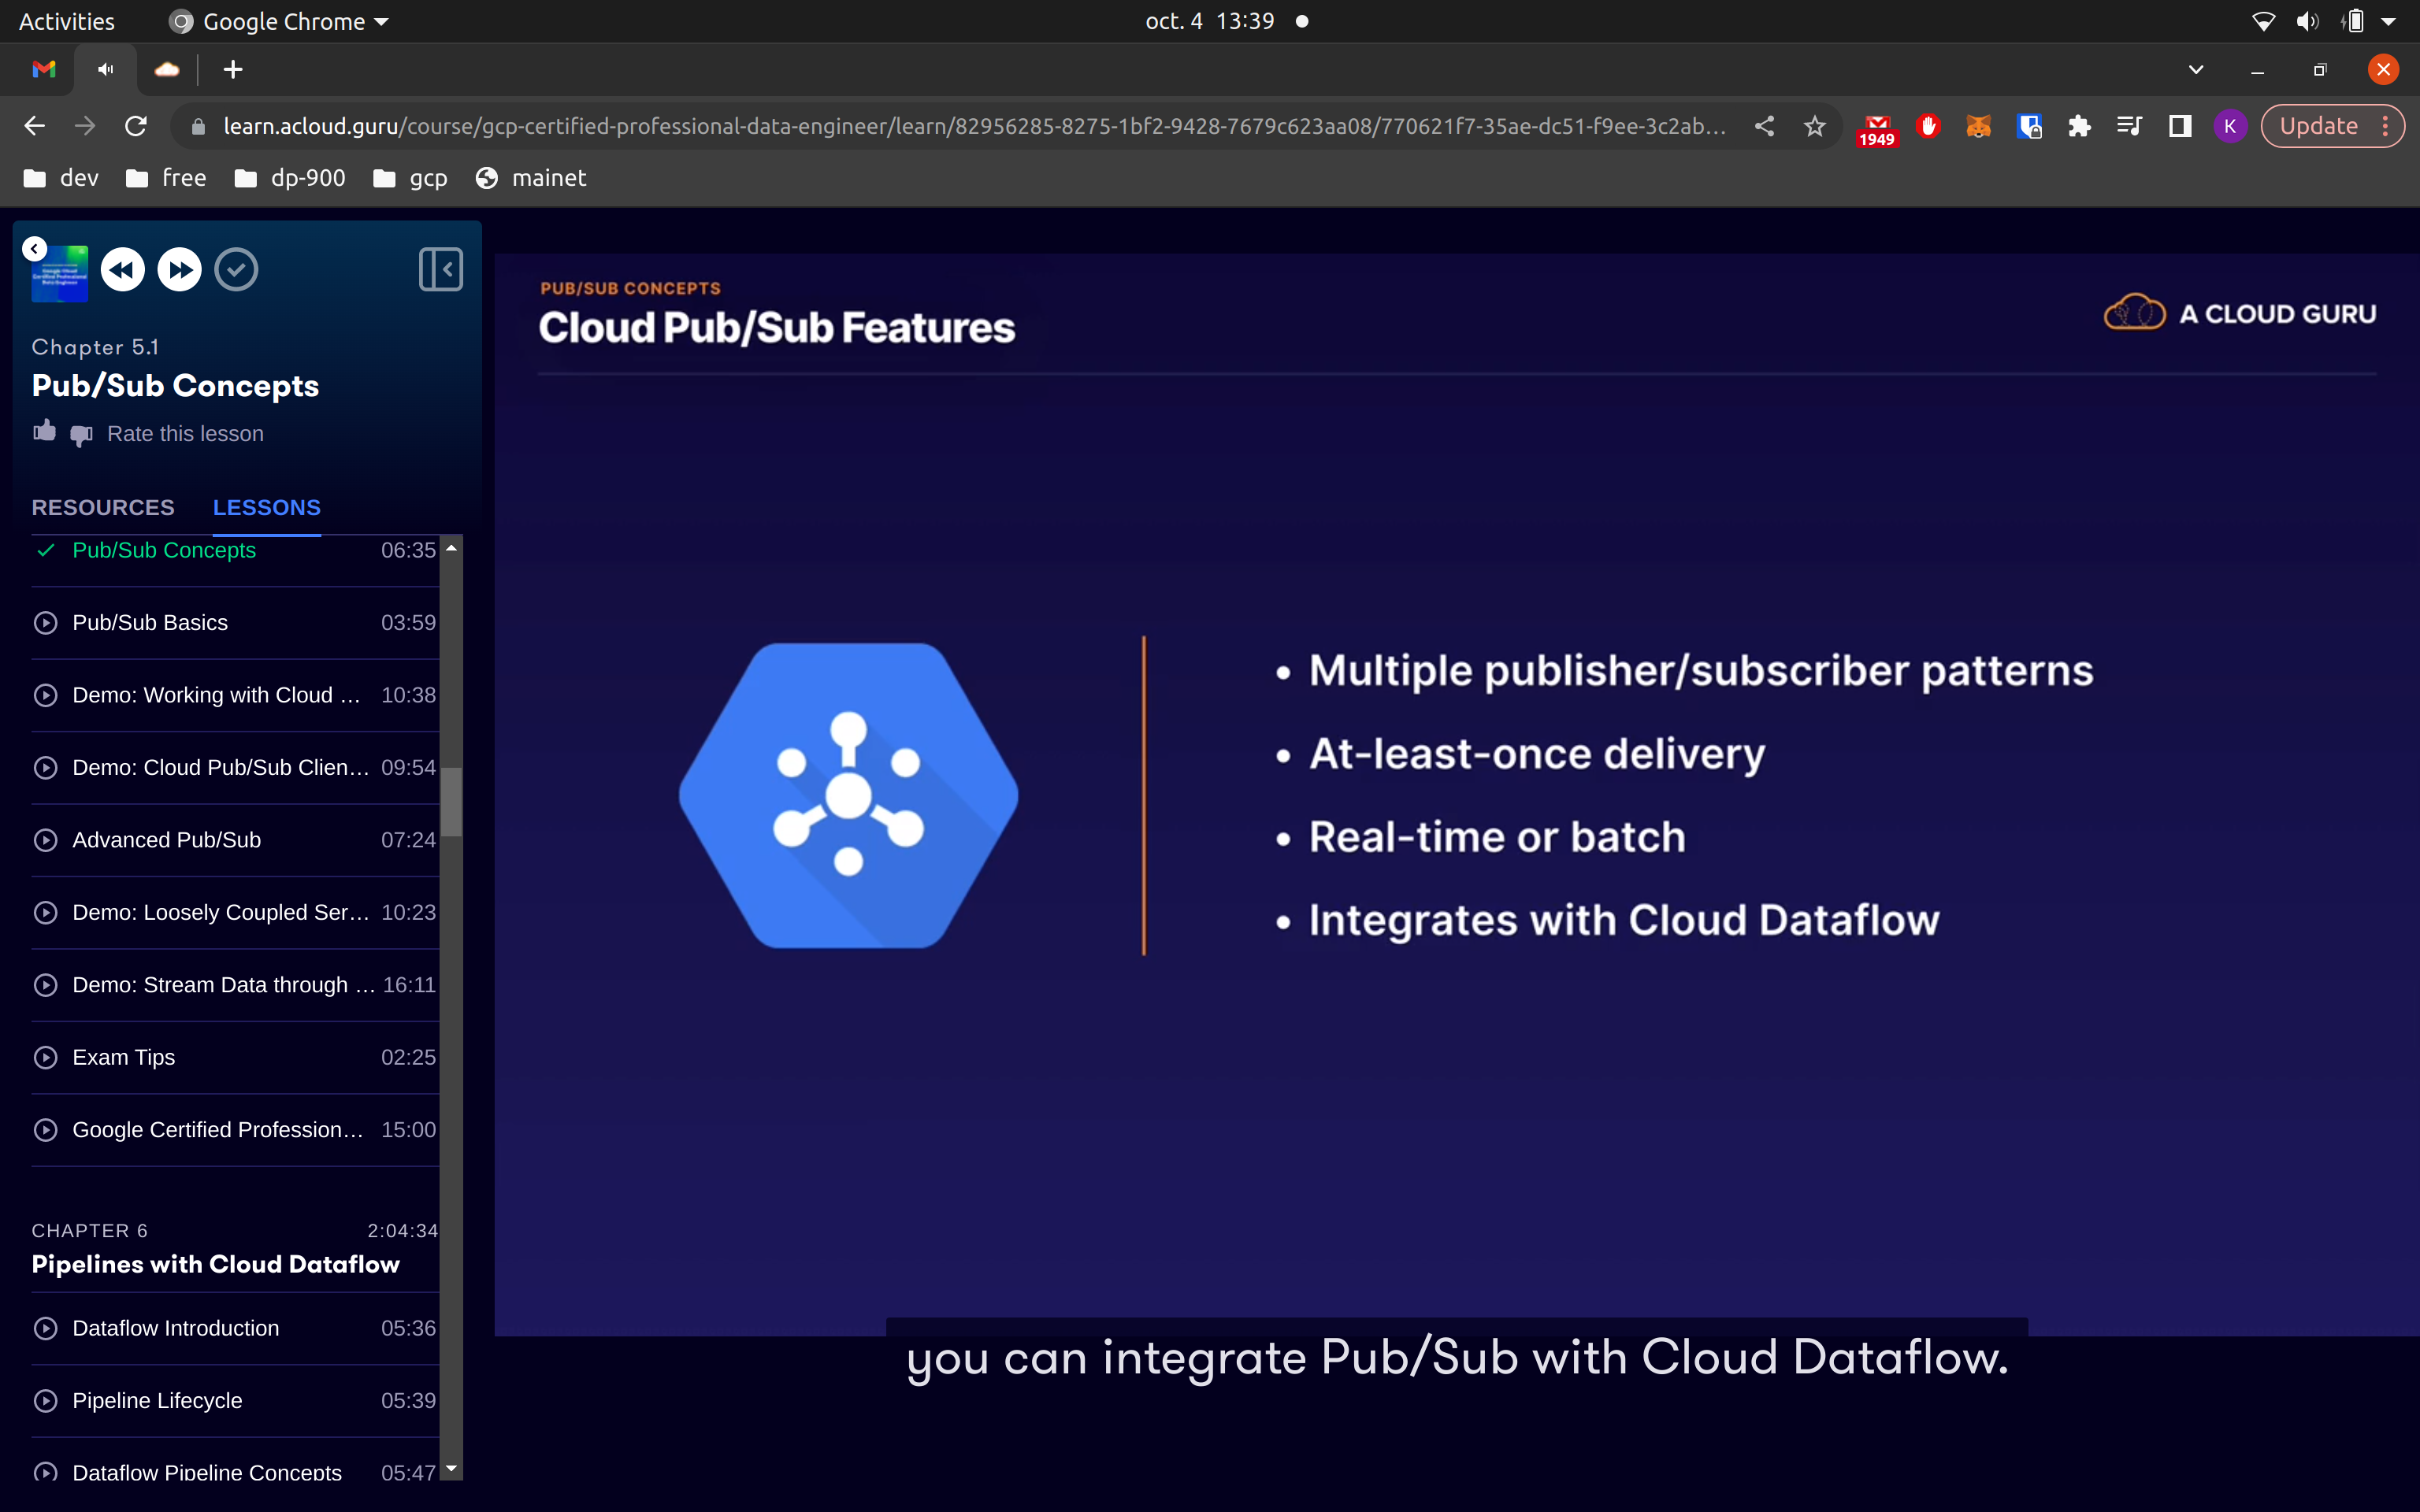 Activities
Google Chrome
oct. 4 13:39
learn.acloud.guru/course/gcp-certified-professional-data-engineer/learn/82956285-8275-1bf2-9428-7679c623aa08/770621f7-35ae-dc51-f9ee-3c2ab...
1949
K
Update
dev
free
dp-900
gcp
mainet
Google Cloud
Certified Professional
Data Engineer
Chapter 5.1
Pub/Sub Concepts
Rate this lesson
RESOURCES LESSONS
Pub/Sub Concepts 06:35
Pub/Sub Basics 03:59
Demo: Working with Cloud ... 10:38
Demo: Cloud Pub/Sub Clien... 09:54
Advanced Pub/Sub 07:24
Demo: Loosely Coupled Ser... 10:23
Demo: Stream Data through ... 16:11
Exam Tips 02:25
Google Certified Profession... 15:00
CHAPTER 6 2:04:34
Pipelines with Cloud Dataflow
Dataflow Introduction 05:36
Pipeline Lifecycle 05:39
Dataflow Pipeline Concepts 05:47
PUB/SUB CONCEPTS
Cloud Pub/Sub Features
A CLOUD GURU
• Multiple publisher/subscriber patterns
• At-least-once delivery
• Real-time or batch
• Integrates with Cloud Dataflow
you can integrate Pub/Sub with Cloud Dataflow.